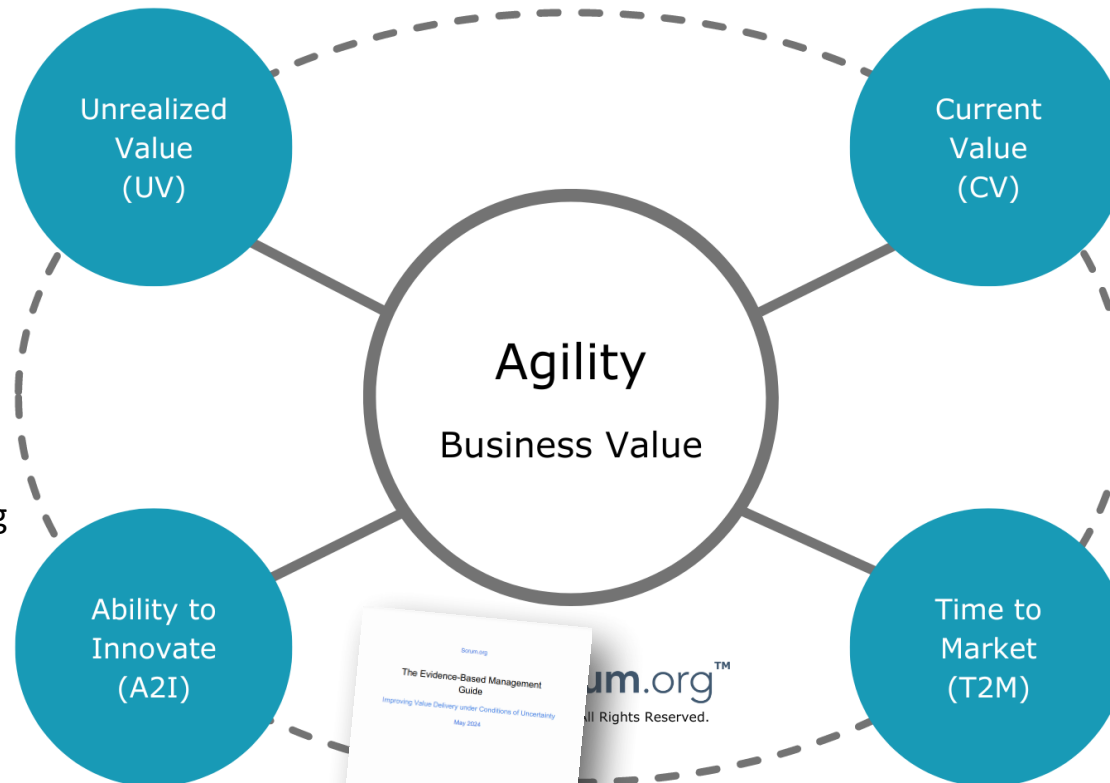 Unrealized
Value
(UV)
Current
Value
(CV)
Agility
Business Value
g
Ability to
Innovate
(A2I)
Time to
Market
(T2M)
Scrum.org
The Evidence-Based Management
Guide
Improving Value Delivery under Conditions of Uncertainty
May 2024
um.org™
All Rights Reserved.